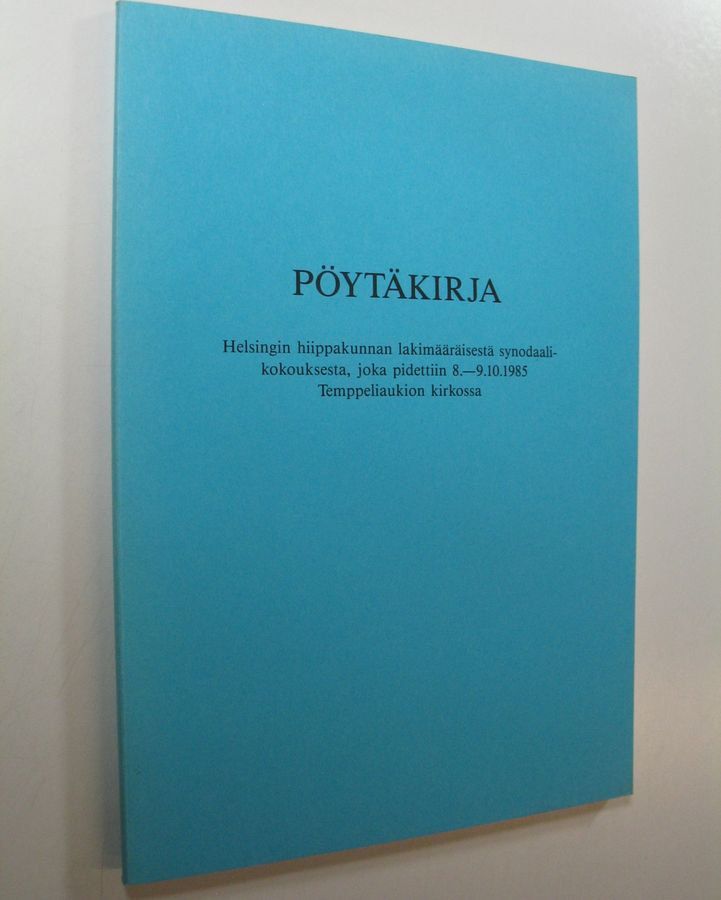 PÖYTÄKIRJA
Helsingin hiippakunnan lakimääräisestä synodaali-
kokouksesta, joka pidettiin 8.—9.10.1985
Temppeliaukion kirkossa